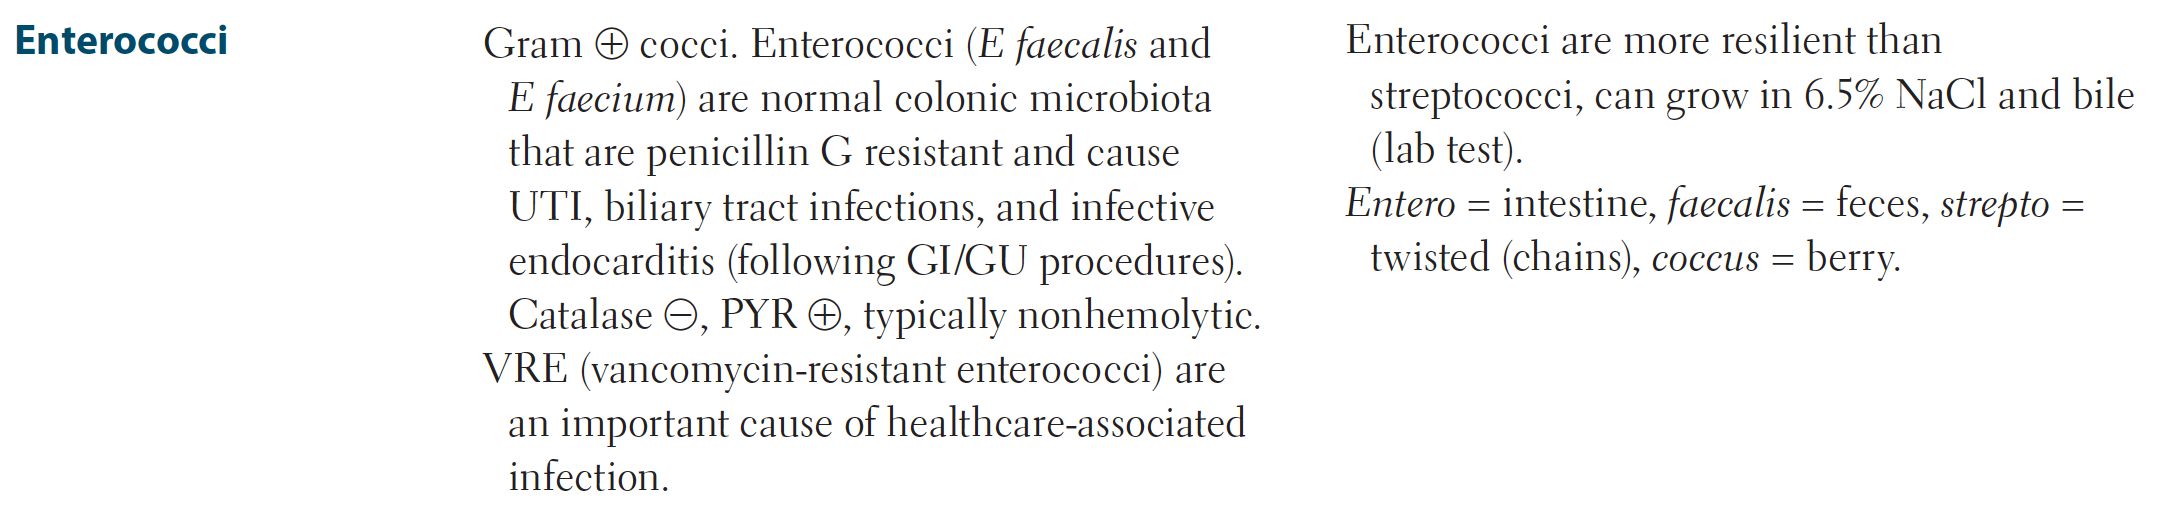 Enterococci
Gram ⊕ cocci. Enterococci (E faecalis and
E faecium) are normal colonic microbiota
that are penicillin G resistant and cause
UTI, biliary tract infections, and infective
endocarditis (following GI/GU procedures).
Catalase ⊖, PYR ⊕, typically nonhemolytic.
VRE (vancomycin-resistant enterococci) are
an important cause of healthcare-associated
infection.
Enterococci are more resilient than
streptococci, can grow in 6.5% NaCl and bile
(lab test).
Entero = intestine, faecalis = feces, strepto =
twisted (chains), coccus = berry.